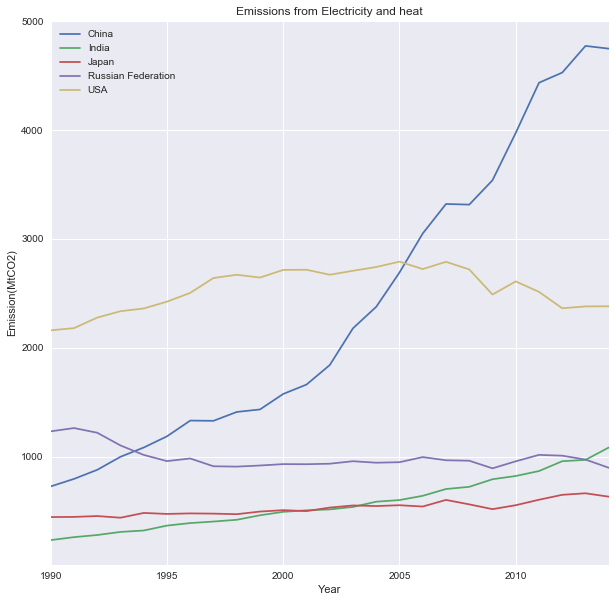 Emissions from Electricity and heat
China
India
Japan
Russian Federation
USA
5000
4000
3000
2000
1000
Emission(MtCO2)
1990 1995 2000 2005 2010
Year